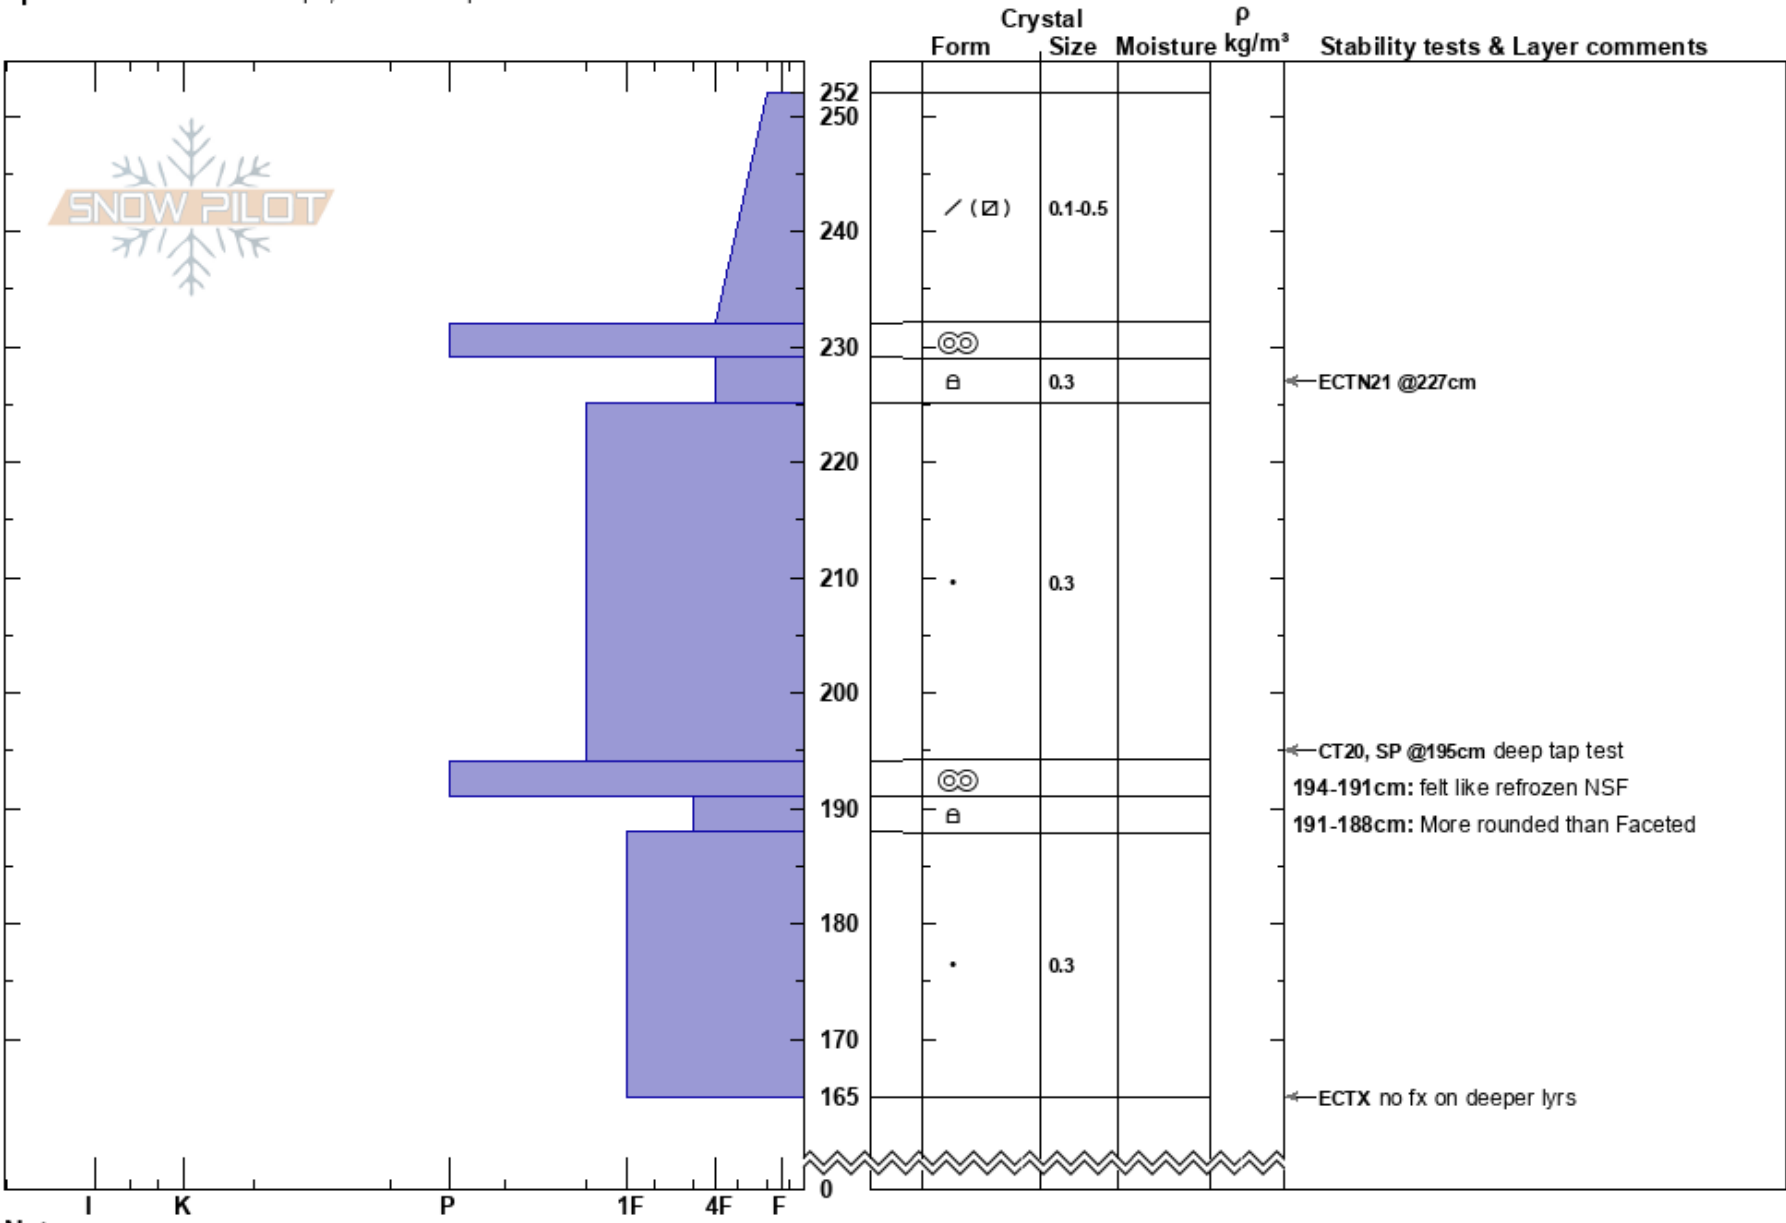 Crystal ρ
Form Size Moisture kg/m³ Stability tests & Layer comments
252
250
SNOW PILOT
0.1-0.5
240
230
0.3 ECTN21 @227cm
220
210
0.3
200
CT20, SP @195cm deep tap test
194-191cm: felt like refrozen NSF
190
191-188cm: More rounded than Faceted
180
0.3
170
165 ECTX no fx on deeper lyrs
0
I K P 1F 4F F